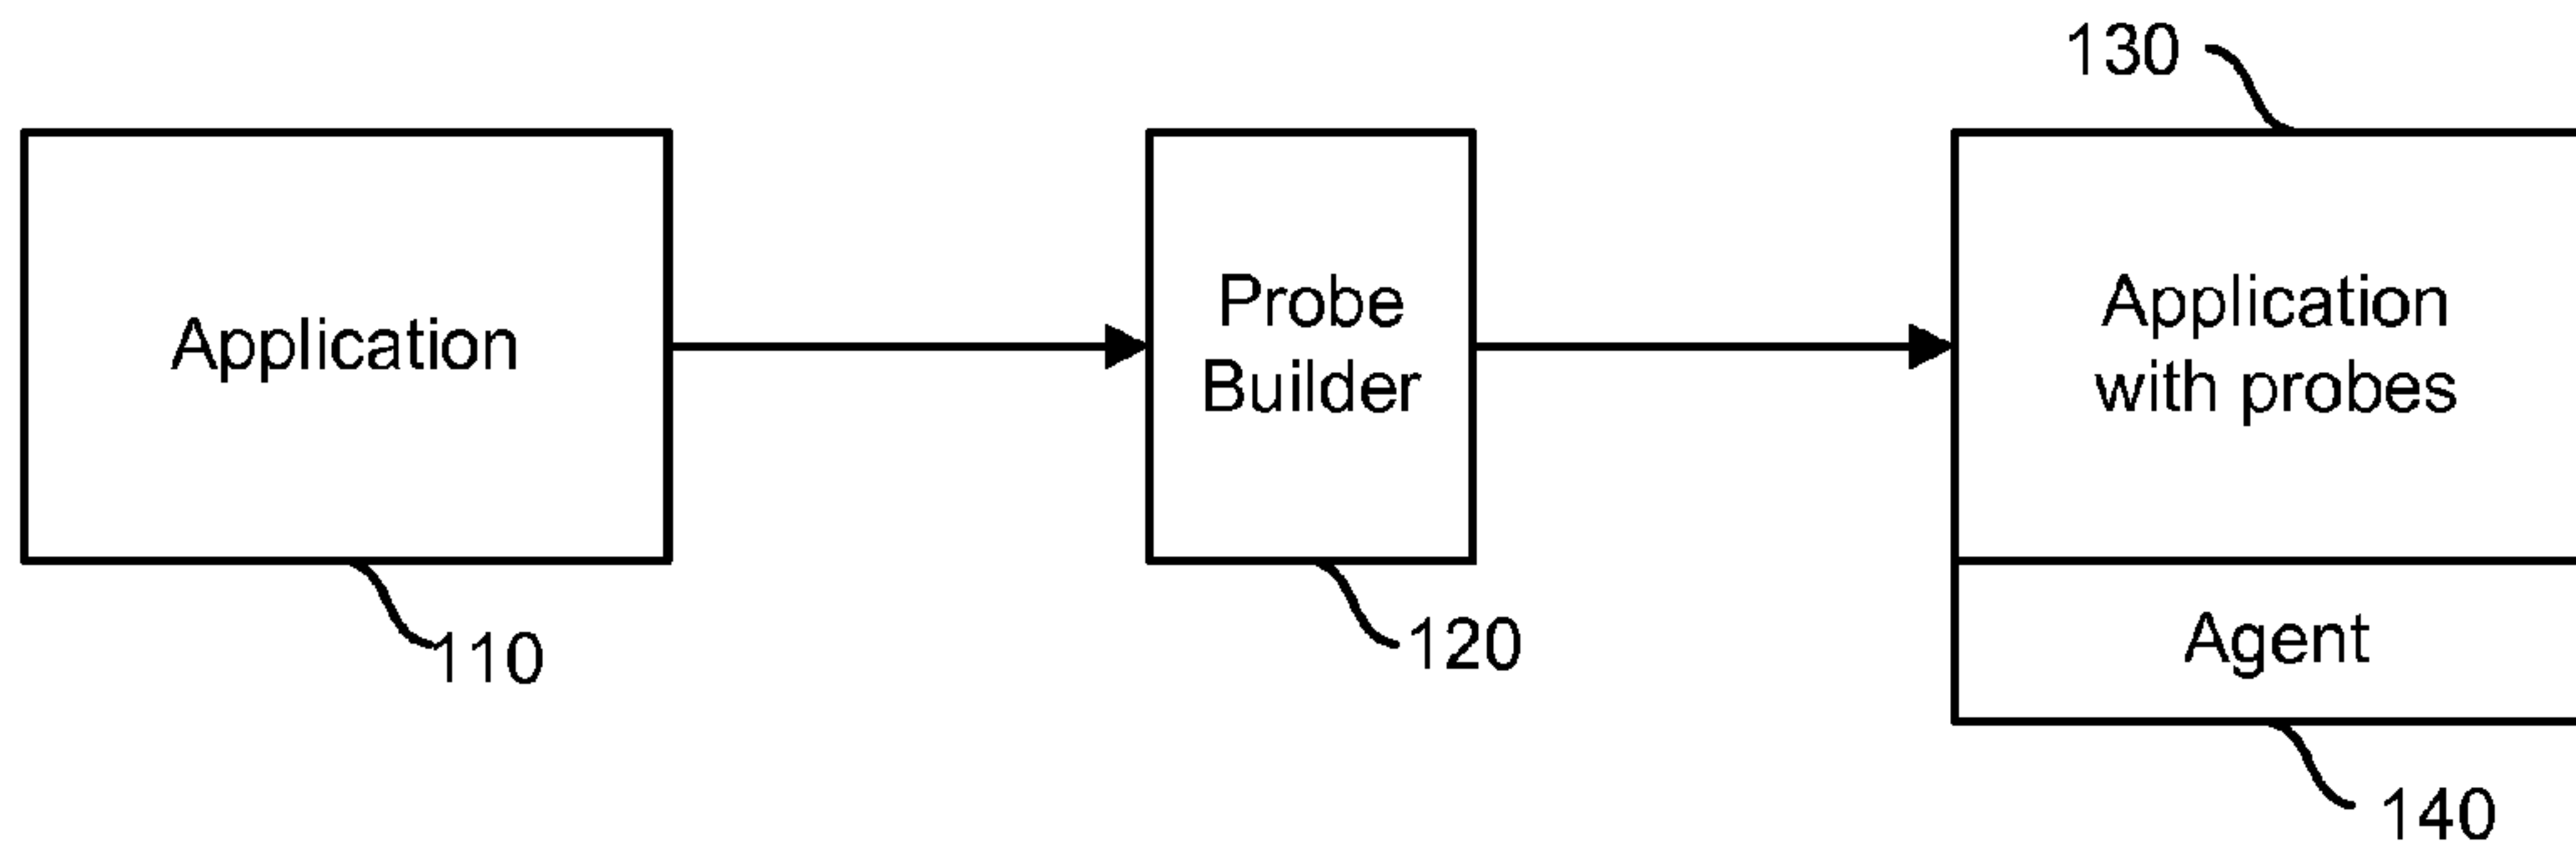 130
Application
Probe
Builder
Application
with probes
Agent
110
120
140